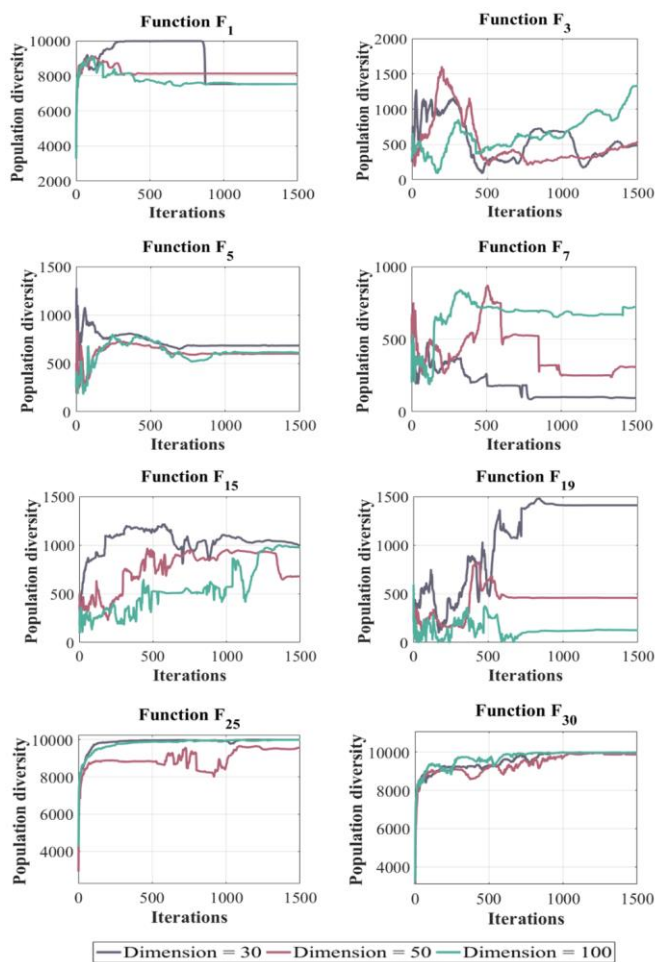 Function F1
Population diversity
10000
8000
6000
4000
2000
0 500 1000 1500
Iterations
Function F3
Population diversity
2000
1500
1000
500
0
0 500 1000 1500
Iterations
Function F5
Population diversity
1500
1000
500
0
0 500 1000 1500
Iterations
Function F7
Population diversity
1000
500
0
0 500 1000 1500
Iterations
Function F15
Population diversity
1500
1000
500
0
0 500 1000 1500
Iterations
Function F19
Population diversity
1500
1000
500
0
0 500 1000 1500
Iterations
Function F25
Population diversity
10000
8000
6000
4000
0 500 1000 1500
Iterations
Function F30
Population diversity
10000
8000
6000
4000
0 500 1000 1500
Iterations
Dimension = 30 Dimension = 50 Dimension = 100